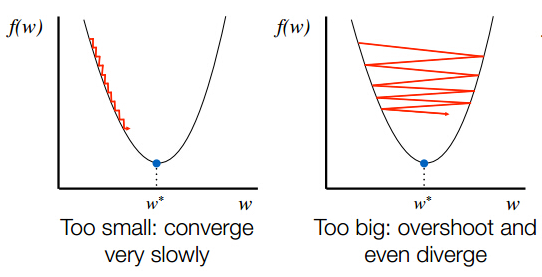 f(w)
w*
w
Too small: converge
very slowly
f(w)
w*
w
Too big: overshoot and
even diverge